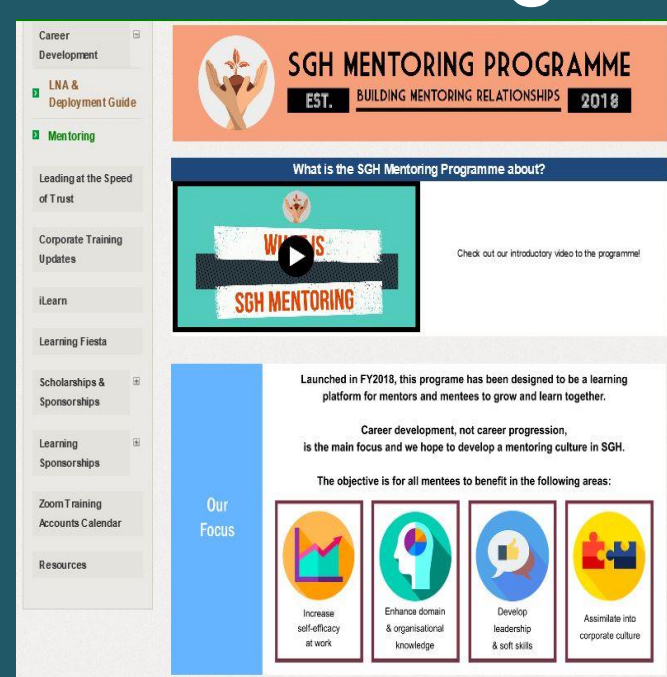 Career
Development
LNA &
Deployment Guide
Mentoring
Leading at the Speed
of Trust
Corporate Training
Updates
iLearn
Learning Fiesta
Scholarships &
Sponsorships
Learning
Sponsorships
Zoom Training
Accounts Calendar
Resources
SGH MENTORING PROGRAMME
EST. BUILDING MENTORING RELATIONSHIPS 2018
What is the SGH Mentoring Programme about?
WHAT IS
SGH MENTORING
Check out our introductory video to the programme!
Our
Focus
Launched in FY2018, this programe has been designed to be a learning
platform for mentors and mentees to grow and learn together.
Career development, not career progression,
is the main focus and we hope to develop a mentoring culture in SGH.
The objective is for all mentees to benefit in the following areas:
Increase
self-efficacy
at work
Enhance domain
& organisational
knowledge
Develop
leadership
& soft skills
Assimilate into
corporate culture